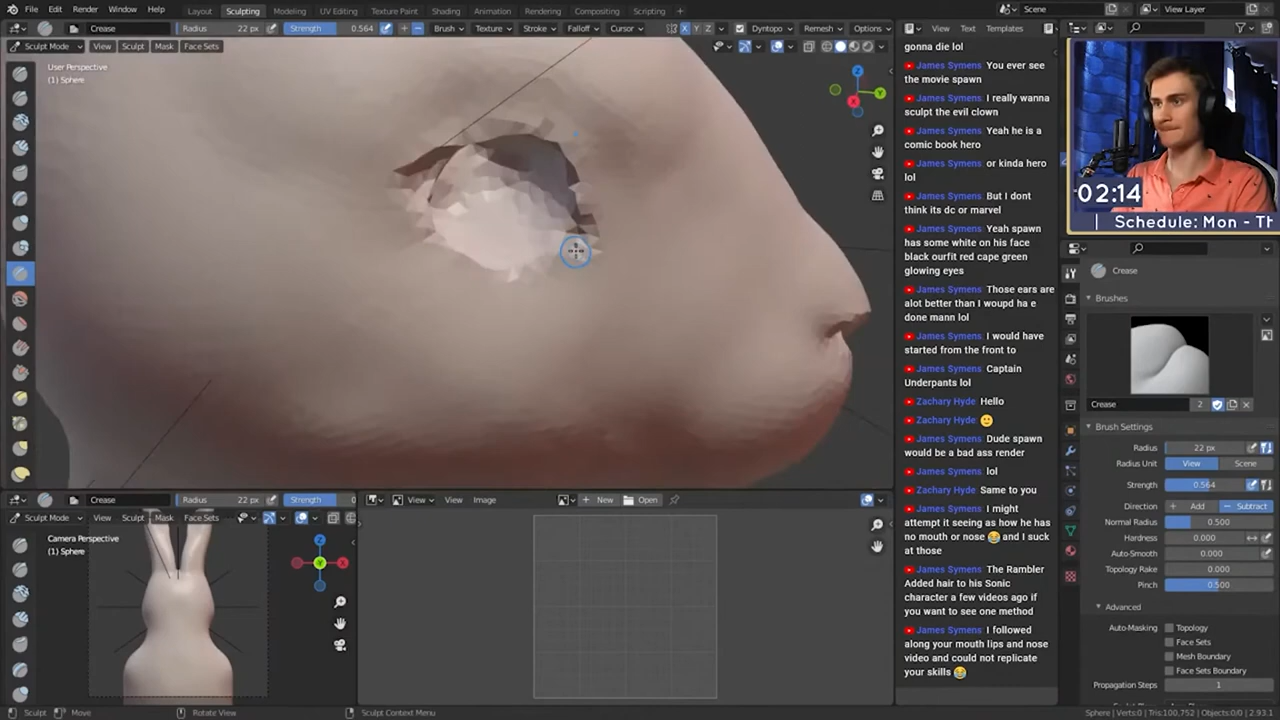 File Edit Render Window Help Layout Sculpting Modeling UV Editing Texture Paint Shading Animation Rendering Compositing Scripting + Scene View Layer
Crease Radius 22 px Strength 0.564 Brush Texture Stroke Falloff Cursor X Y Z Dyntopo Remesh Options View Text Templates
Sculpt Mode View Sculpt Mask Face Sets
User Perspective
(1) Sphere
Z
Y
X
gonna die lol
James Symens: You ever see
the movie spawn
James Symens: I really wanna
sculpt the evil clown
James Symens: Yeah he is a
comic book hero
James Symens: or kinda hero
lol
James Symens: But I dont
think its dc or marvel
James Symens: Yeah spawn
has some white on his face
black ourfit red cape green
glowing eyes
James Symens: Those ears are
alot better than I woupd ha e
done mann lol
James Symens: I would have
started from the front to
James Symens: Captain
Underpants lol
Zachary Hyde: Hello
Zachary Hyde: 🙂
James Symens: Dude spawn
would be a bad ass render
James Symens: lol
Zachary Hyde: Same to you
James Symens: I might
attempt it seeing as how he has
no mouth or nose 😂 and I suck
at those
James Symens: The Rambler
Added hair to his Sonic
character a few videos ago if
you want to see one method
James Symens: I followed
along your mouth lips and nose
video and could not replicate
your skills 😂
02:14
| Schedule: Mon - Th
Crease
Brushes
Crease 2
Brush Settings
Radius 22 px
Radius Unit View Scene
Strength 0.564
Direction + Add − Subtract
Normal Radius 0.500
Hardness 0.000
Auto-Smooth 0.000
Topology Rake 0.000
Pinch 0.500
Advanced
Auto-Masking Topology
Face Sets
Mesh Boundary
Face Sets Boundary
Propagation Steps 1
Crease Radius 22 px Strength
Sculpt Mode View Sculpt Mask Face Sets
Camera Perspective
(1) Sphere
Z
Y
X
View View Image + New Open
Sculpt Move Rotate View Sculpt Context Menu Sphere | Verts:0 | Tris:100,752 | Objects:0/0 | 2.93.1